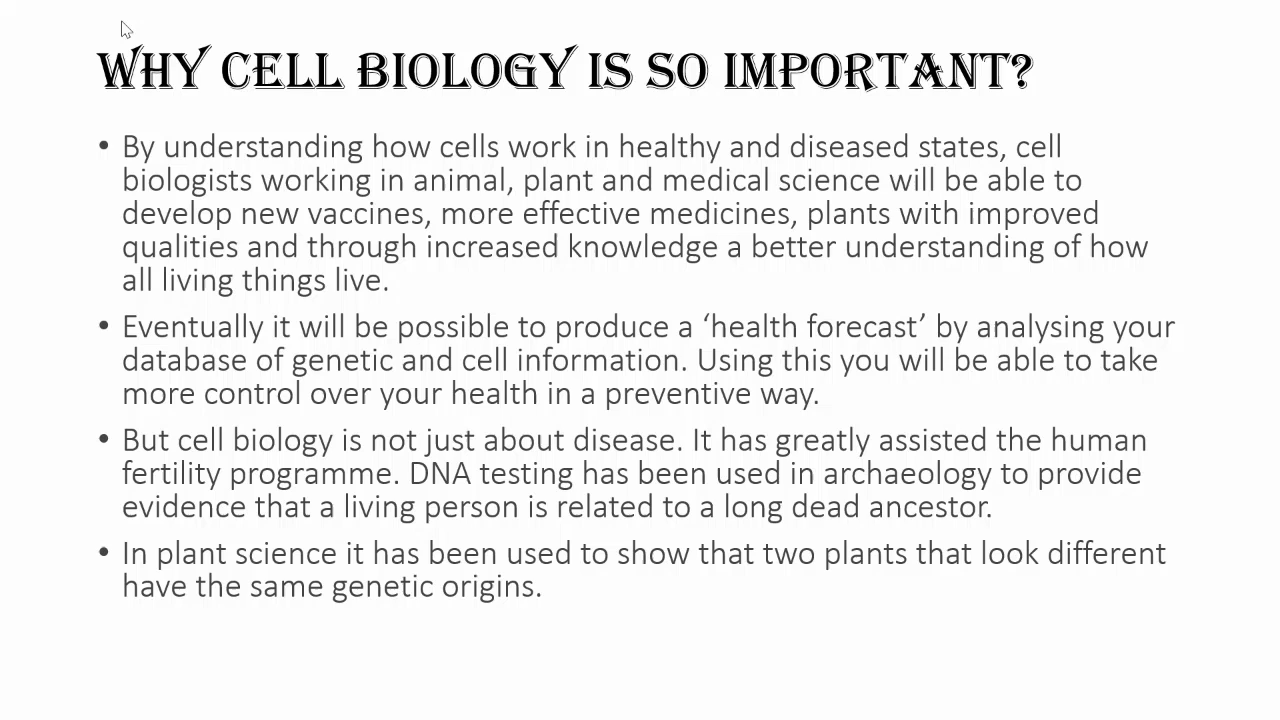 WHY CELL BIOLOGY IS SO IMPORTANT?
• By understanding how cells work in healthy and diseased states, cell
biologists working in animal, plant and medical science will be able to
develop new vaccines, more effective medicines, plants with improved
qualities and through increased knowledge a better understanding of how
all living things live.
• Eventually it will be possible to produce a ‘health forecast’ by analysing your
database of genetic and cell information. Using this you will be able to take
more control over your health in a preventive way.
• But cell biology is not just about disease. It has greatly assisted the human
fertility programme. DNA testing has been used in archaeology to provide
evidence that a living person is related to a long dead ancestor.
• In plant science it has been used to show that two plants that look different
have the same genetic origins.